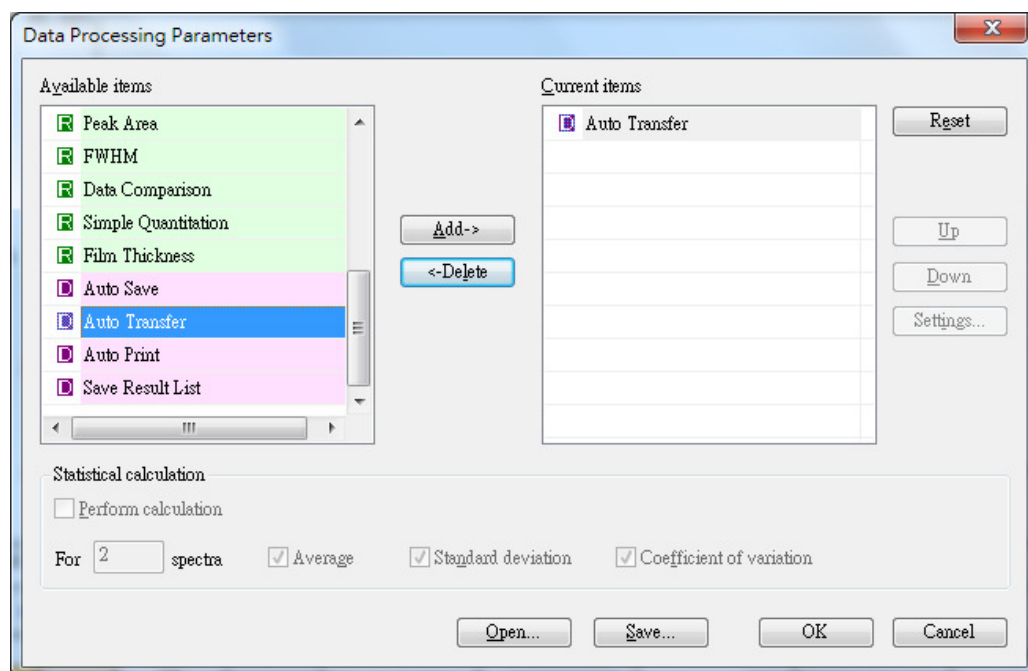 Data Processing Parameters
Available items
Current items
R Peak Area
R FWHM
R Data Comparison
R Simple Quantitation
R Film Thickness
D Auto Save
D Auto Transfer
D Auto Print
D Save Result List
Add->
<-Delete
D Auto Transfer
Reset
Up
Down
Settings...
Statistical calculation
Perform calculation
For 2 spectra Average Standard deviation Coefficient of variation
Open... Save... OK Cancel